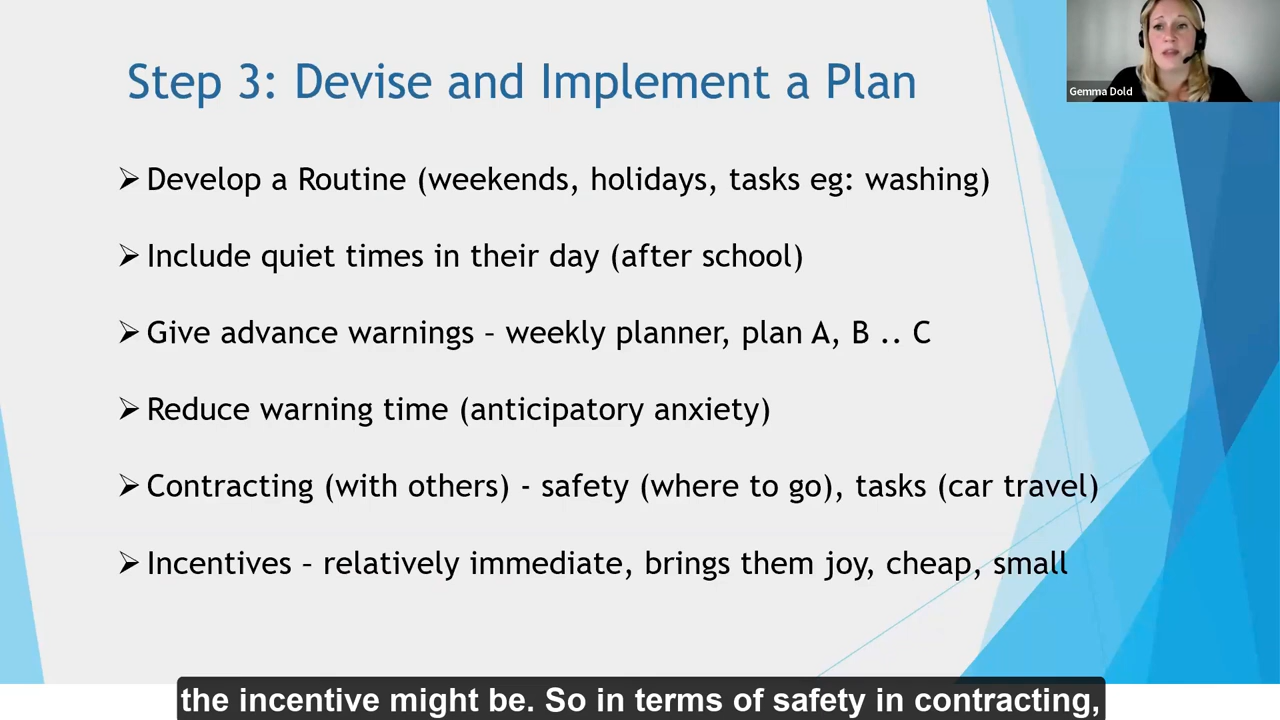 Step 3: Devise and Implement a Plan
Gemma Dold
➢ Develop a Routine (weekends, holidays, tasks eg: washing)
➢ Include quiet times in their day (after school)
➢ Give advance warnings – weekly planner, plan A, B .. C
➢ Reduce warning time (anticipatory anxiety)
➢ Contracting (with others) - safety (where to go), tasks (car travel)
➢ Incentives – relatively immediate, brings them joy, cheap, small
the incentive might be. So in terms of safety in contracting,